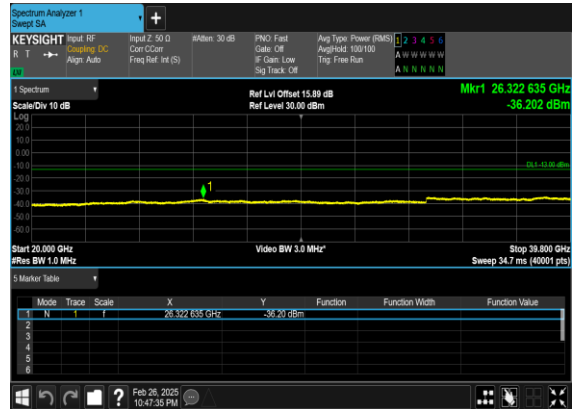 Spectrum Analyzer 1
Swept SA
KEYSIGHT Input: RF Input Z: 50 Ω #Atten: 30 dB PNO: Fast Avg Type: Power (RMS) 1 2 3 4 5 6
R T Coupling: DC Corr CCorr Gate: Off Avg|Hold: 100/100 A W W W W W
Align: Auto Freq Ref: Int (S) IF Gain: Low Trig: Free Run A N N N N N
Sig Track: Off
1 Spectrum Ref Lvl Offset 15.89 dB Mkr1 26.322 635 GHz
Scale/Div 10 dB Ref Level 30.00 dBm -36.202 dBm
Log
20.0
10.0
0.00
-10.0 DL1 -13.00 dBm
-20.0
-30.0 1
-40.0
-50.0
-60.0
Start 20.000 GHz Video BW 3.0 MHz* Stop 39.800 GHz
#Res BW 1.0 MHz Sweep 34.7 ms (40001 pts)
5 Marker Table
Mode Trace Scale X Y Function Function Width Function Value
1 N 1 f 26.322 635 GHz -36.20 dBm
2
3
4
5
6
? Feb 26, 2025
10:47:35 PM